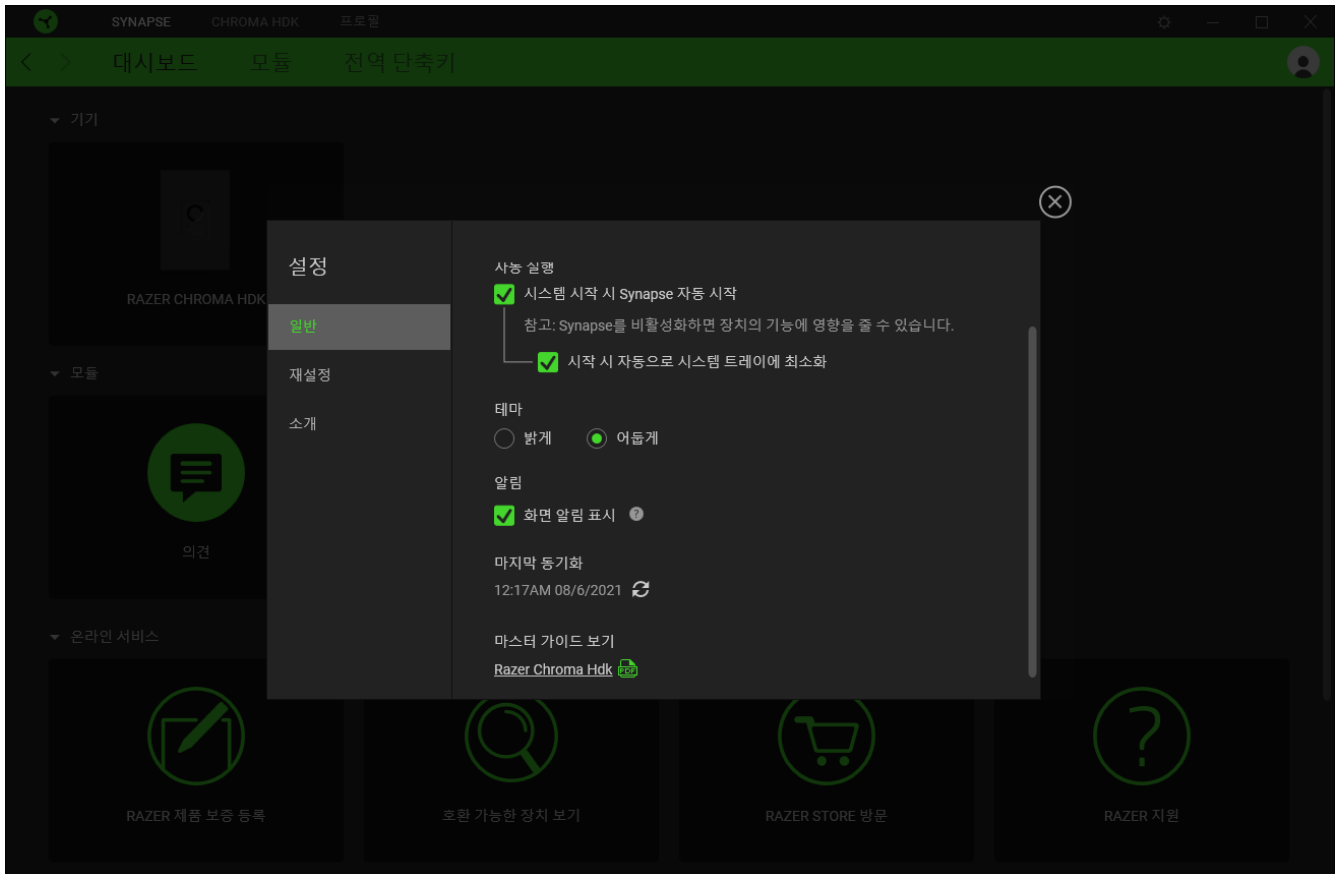 SYNAPSE CHROMA HDK 프로필
대시보드 모듈 전역 단축키
기기
RAZER CHROMA HDK
모듈
의견
온라인 서비스
RAZER 제품 보증 등록
호환 가능한 장치 보기
RAZER STORE 방문
RAZER 지원
설정
일반
재설정
소개
자동 실행
시스템 시작 시 Synapse 자동 시작
참고: Synapse를 비활성화하면 장치의 기능에 영향을 줄 수 있습니다.
시작 시 자동으로 시스템 트레이에 최소화
테마
밝게 어둡게
알림
화면 알림 표시 ?
마지막 동기화
12:17AM 08/6/2021
마스터 가이드 보기
Razer Chroma Hdk PDF